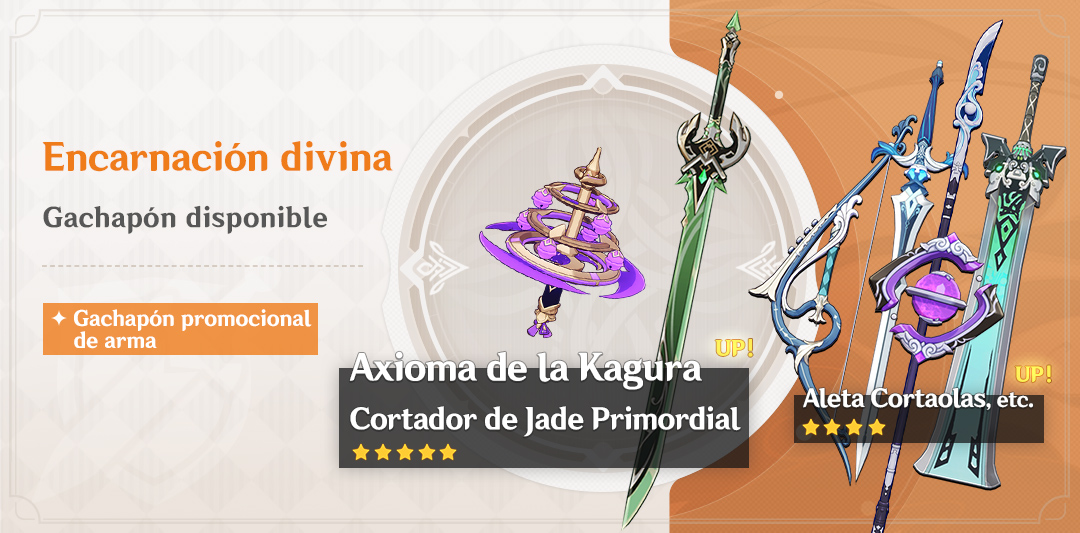 Encarnación divina
Gachapón disponible
Gachapón promocional
de arma
UP!
Axioma de la Kagura
Cortador de Jade Primordial
UP!
Aleta Cortaolas, etc.